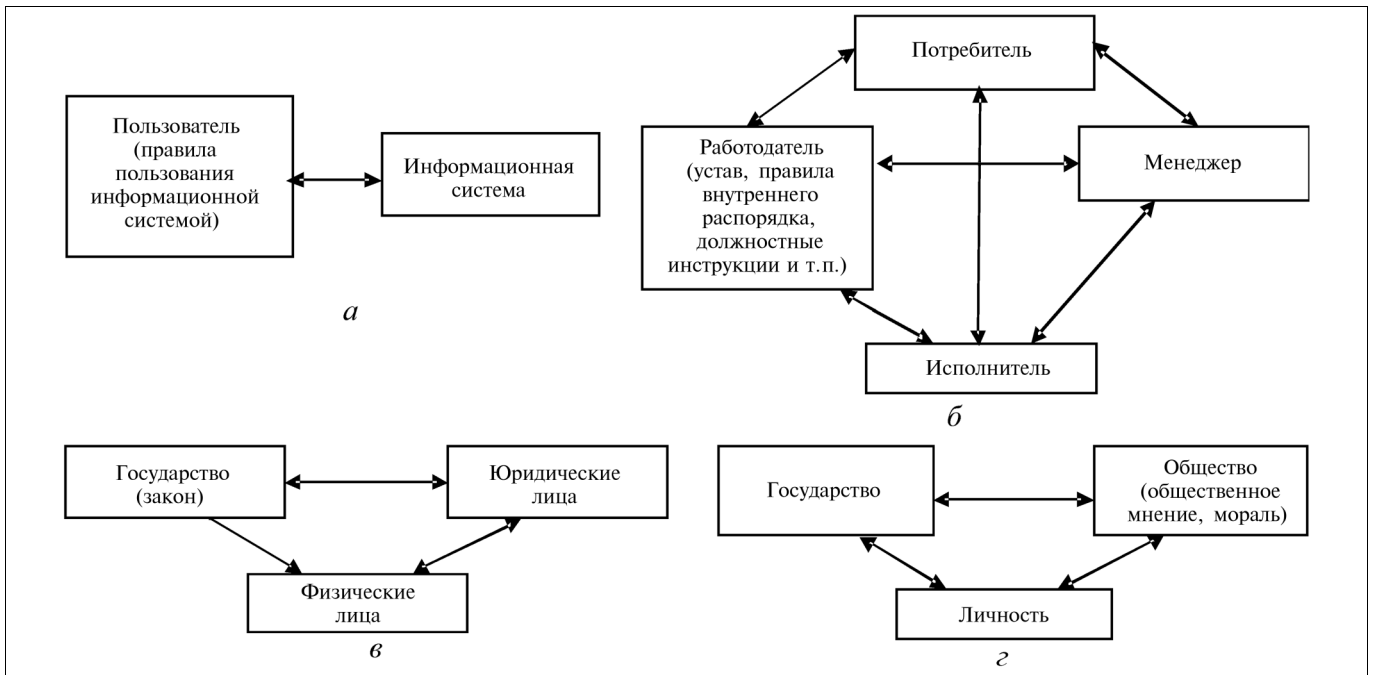 Пользователь
(правила
пользования
информационной
системой)
Информационная
система
а
Потребитель
Работодатель
(устав, правила
внутреннего
распорядка,
должностные
инструкции и т.п.)
Менеджер
Исполнитель
б
Государство
(закон)
Юридические
лица
Физические
лица
в
Государство
Общество
(общественное
мнение, мораль)
Личность
г